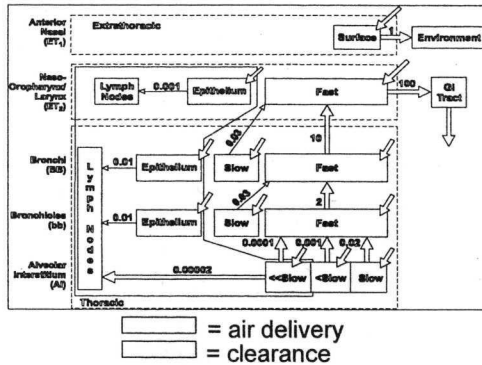 Anterior
Nasal
(ET1)
Extrathoracic
Surface
1
Environment
Naso-
Oropharynx/
Larynx
(ET2)
Lymph
Nodes
0.001
Epithelium
Fast
100
GI
Tract
0.03
10
Bronchi
(BB)
Lymph Nodes
0.01
Epithelium
Slow
Fast
0.03
2
Bronchioles
(bb)
0.01
Epithelium
Slow
Fast
0.0001
0.001
0.02
Alveolar
Interstitium
(AI)
0.00002
<<Slow
<Slow
Slow
Thoracic
= air delivery
= clearance